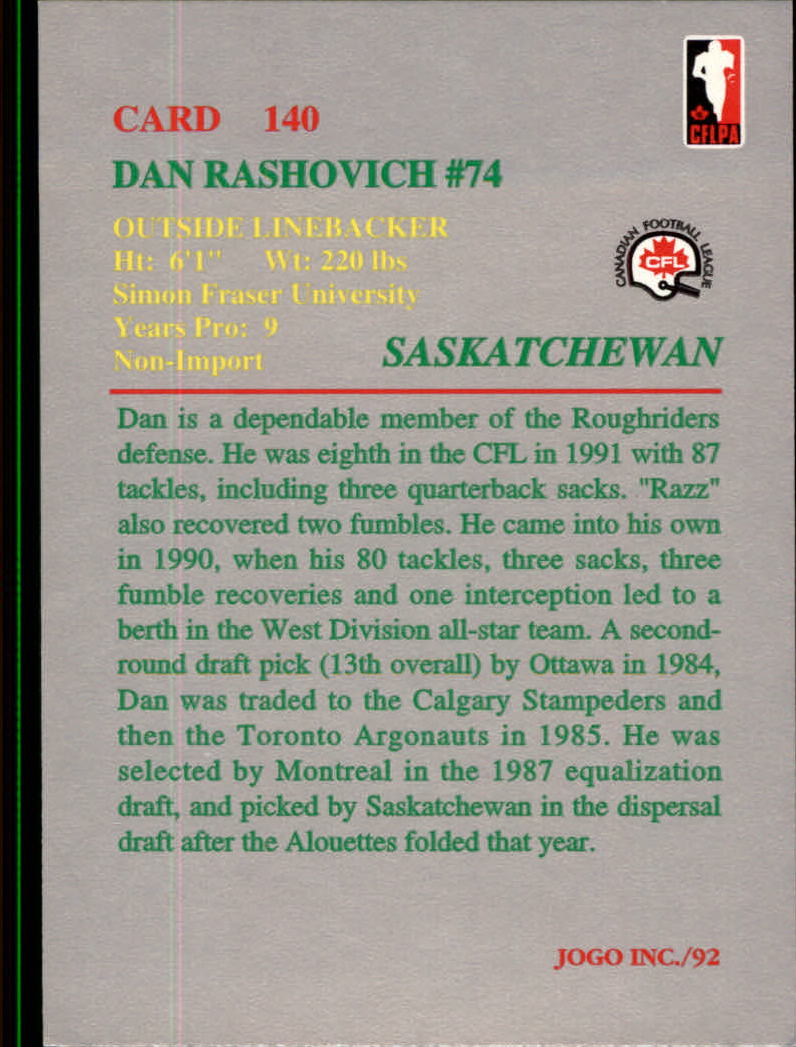 CFLPA
CARD 140
DAN RASHOVICH #74
OUTSIDE LINEBACKER
Ht: 6'1" Wt: 220 lbs
Simon Fraser University
Years Pro: 9
Non-Import
CANADIAN FOOTBALL LEAGUE
CFL
SASKATCHEWAN
Dan is a dependable member of the Roughriders
defense. He was eighth in the CFL in 1991 with 87
tackles, including three quarterback sacks. "Razz"
also recovered two fumbles. He came into his own
in 1990, when his 80 tackles, three sacks, three
fumble recoveries and one interception led to a
berth in the West Division all-star team. A second-
round draft pick (13th overall) by Ottawa in 1984,
Dan was traded to the Calgary Stampeders and
then the Toronto Argonauts in 1985. He was
selected by Montreal in the 1987 equalization
draft, and picked by Saskatchewan in the dispersal
draft after the Alouettes folded that year.
JOGO INC./92